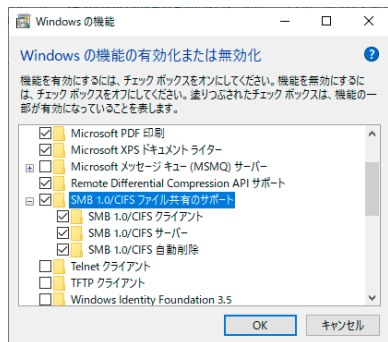 Windows の機能
Windows の機能の有効化または無効化
機能を有効にするには、チェック ボックスをオンにしてください。機能を無効にするに
は、チェック ボックスをオフにしてください。塗りつぶされたチェック ボックスは、機能の一
部が有効になっていることを表します。
Microsoft PDF 印刷
Microsoft XPS ドキュメント ライター
Microsoft メッセージ キュー (MSMQ) サーバー
Remote Differential Compression API サポート
SMB 1.0/CIFS ファイル共有のサポート
SMB 1.0/CIFS クライアント
SMB 1.0/CIFS サーバー
SMB 1.0/CIFS 自動削除
Telnet クライアント
TFTP クライアント
Windows Identity Foundation 3.5
OK キャンセル